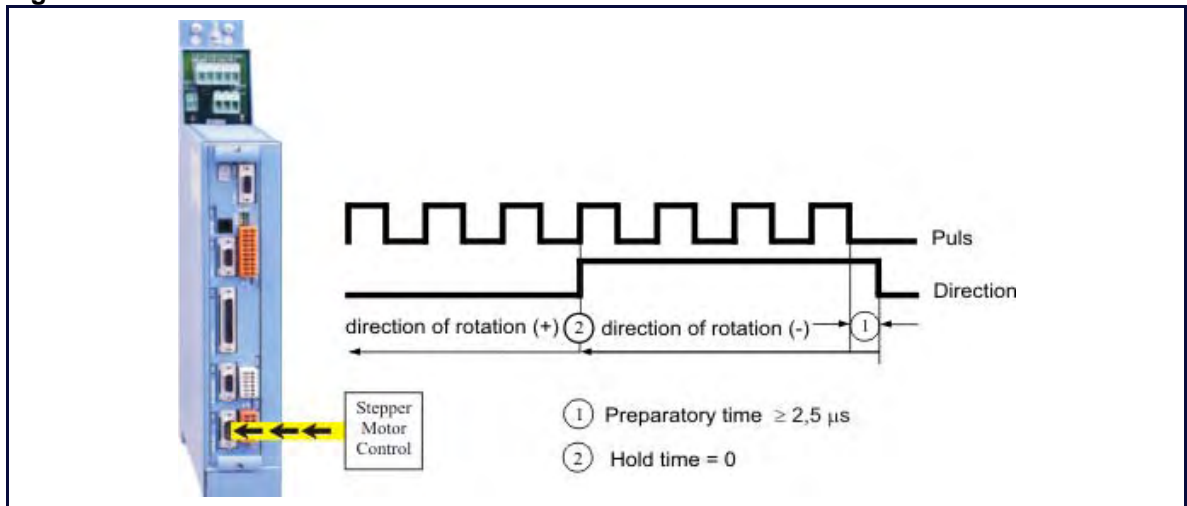 Puls
Direction
direction of rotation (+) 2 direction of rotation (-) 1
Stepper
Motor
Control
1 Preparatory time ≥ 2,5 µs
2 Hold time = 0